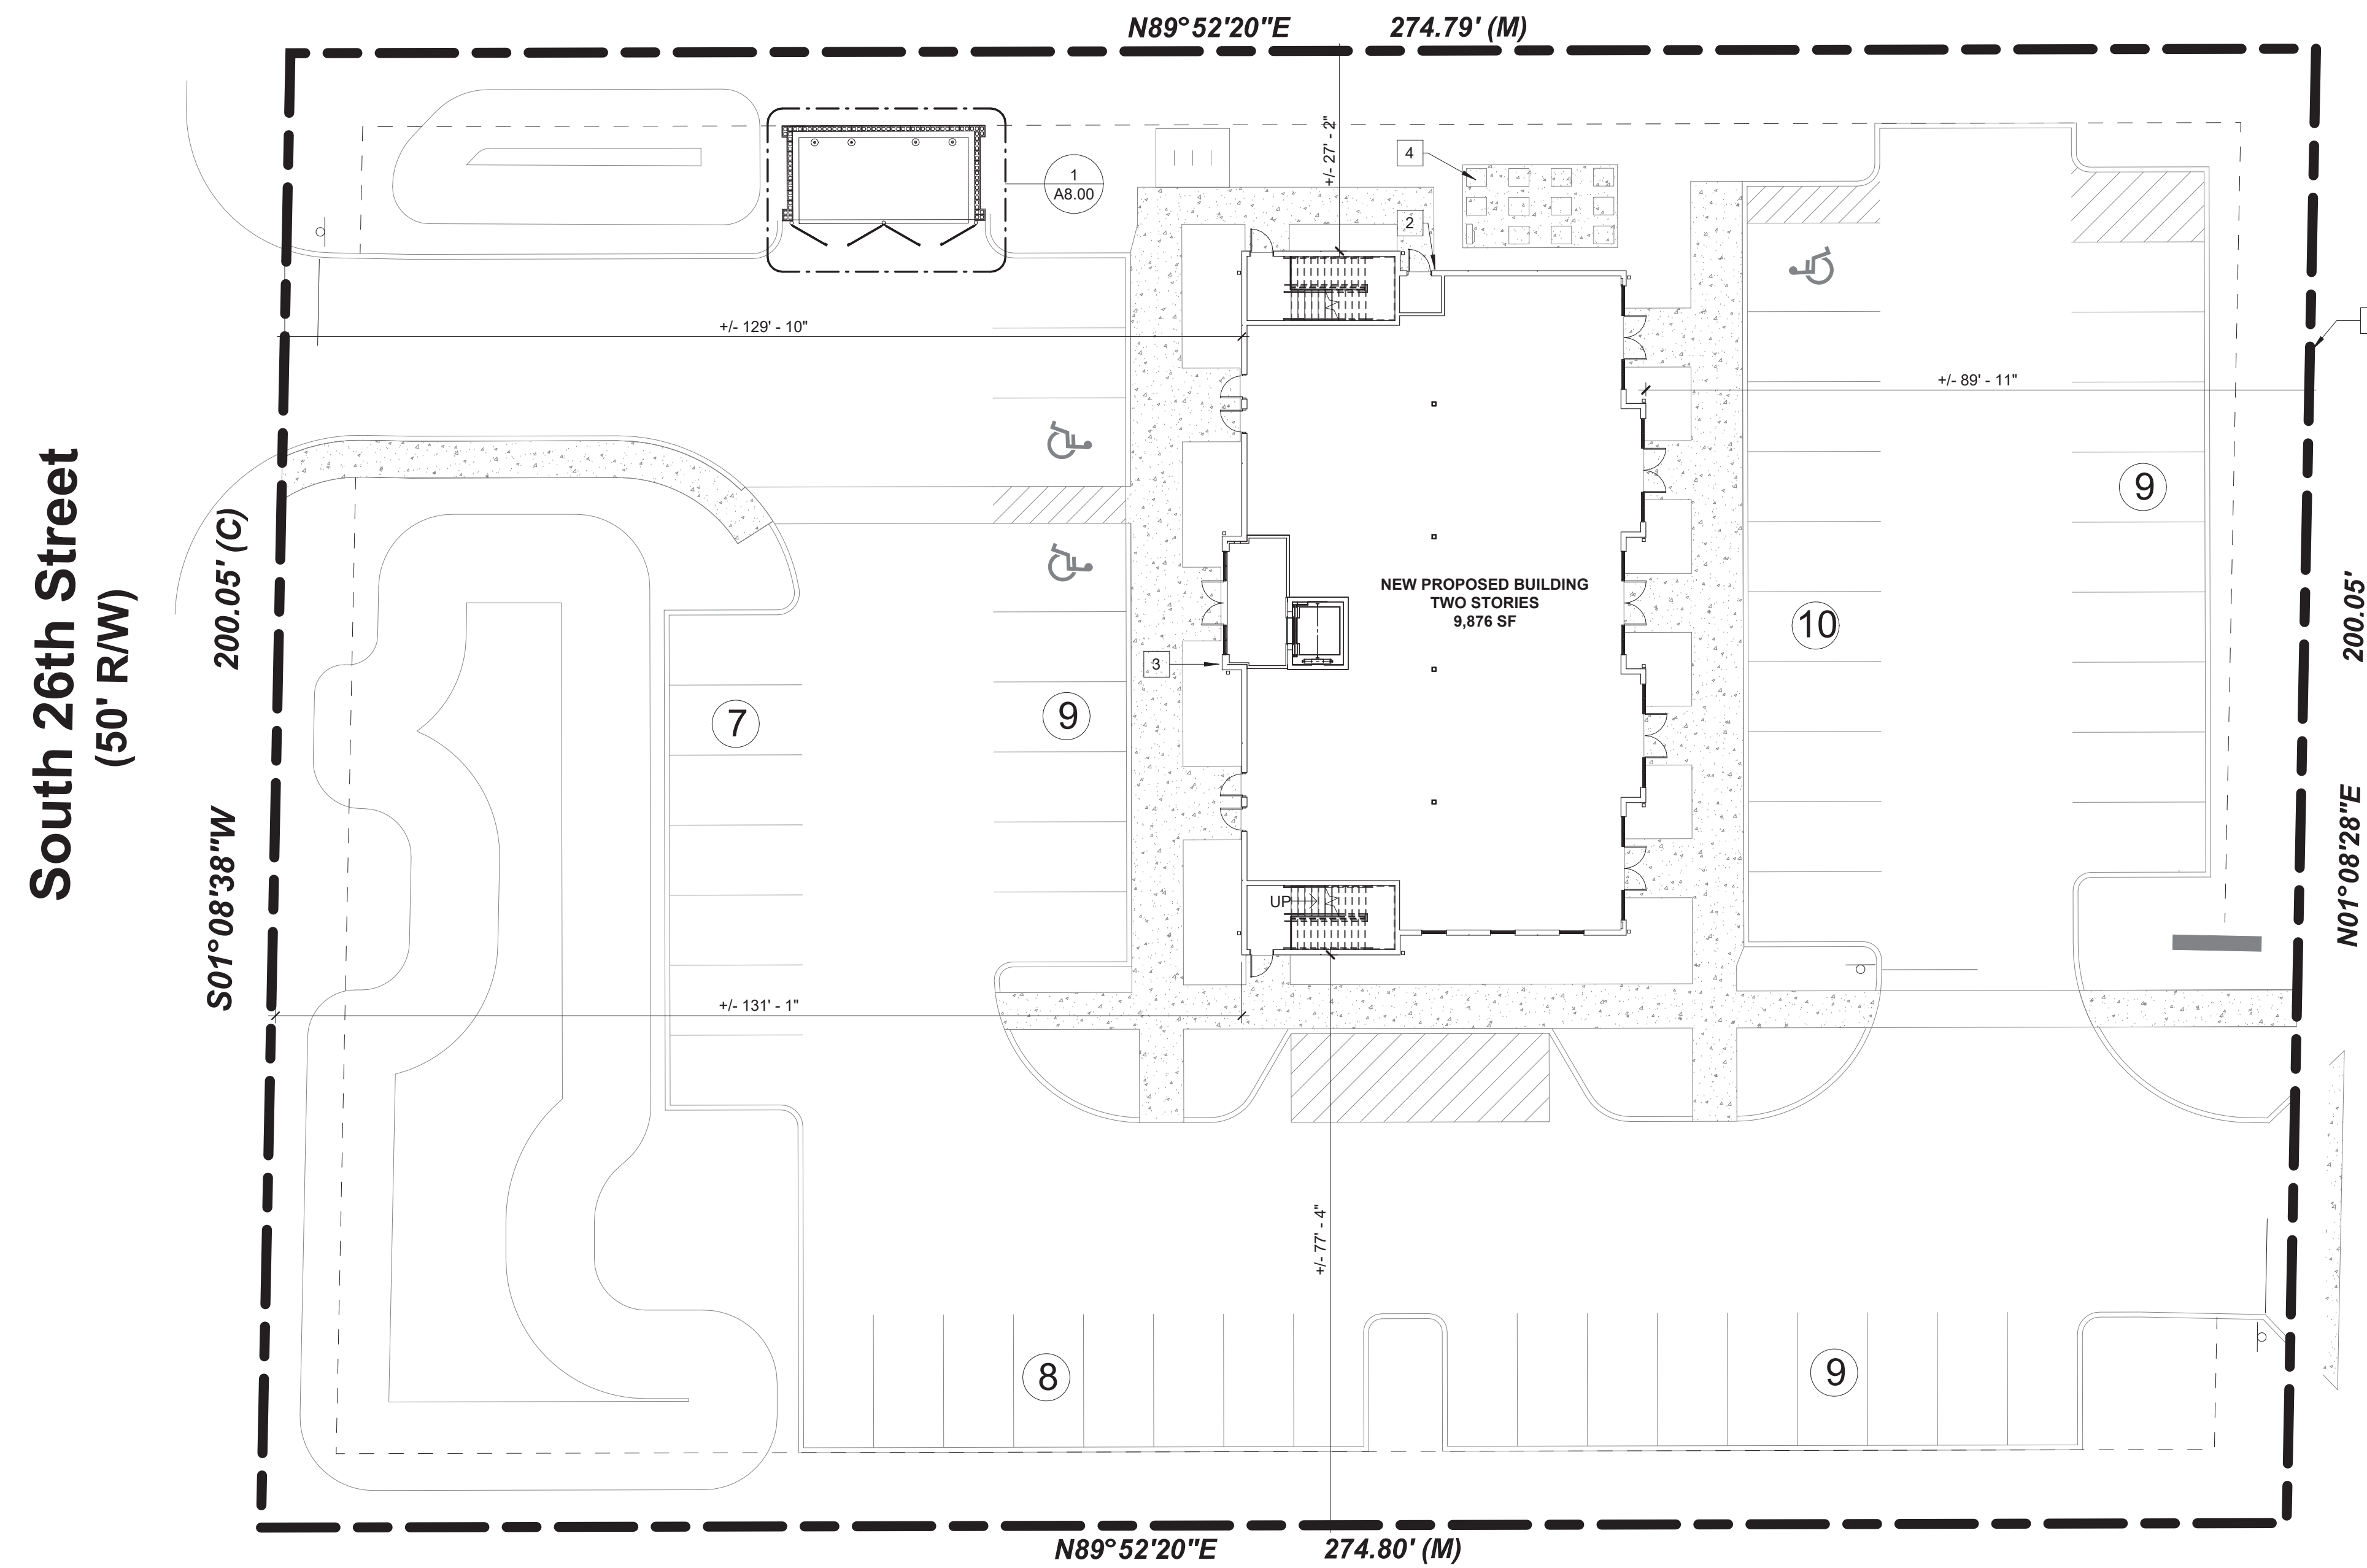 N89°52'20"E 274.79' (M)
+/- 27' - 2"
4
1
A8.00
2
+/- 129' - 10"
+/- 89' - 11"
South 26th Street
(50' R/W)
200.05' (C)
S01°08'38"W
9
NEW PROPOSED BUILDING
TWO STORIES
9,876 SF
10
200.05'
N01°08'28"E
3
7
9
UP
+/- 131' - 1"
+/- 77' - 4"
8
9
N89°52'20"E 274.80' (M)